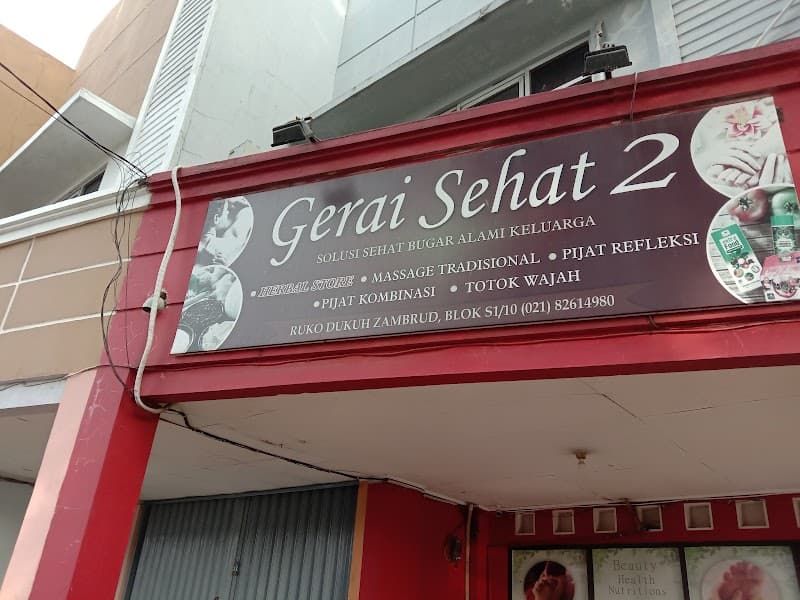 Gerai Sehat 2
SOLUSI SEHAT BUGAR ALAMI KELUARGA
• HERBAL STORE • MASSAGE TRADISIONAL • PIJAT REFLEKSI
• PIJAT KOMBINASI • TOTOK WAJAH
RUKO DUKUH ZAMBRUD, BLOK S1/10 (021) 82614980
Beauty
Health
Nutritions